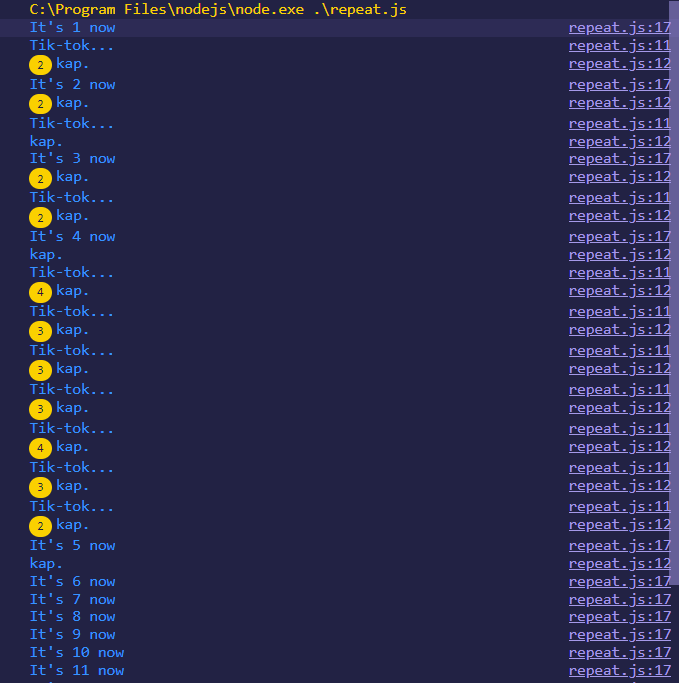 C:\Program Files\nodejs\node.exe .\repeat.js
It's 1 now repeat.js:17
Tik-tok... repeat.js:11
2 kap. repeat.js:12
It's 2 now repeat.js:17
2 kap. repeat.js:12
Tik-tok... repeat.js:11
kap. repeat.js:12
It's 3 now repeat.js:17
2 kap. repeat.js:12
Tik-tok... repeat.js:11
2 kap. repeat.js:12
It's 4 now repeat.js:17
kap. repeat.js:12
Tik-tok... repeat.js:11
4 kap. repeat.js:12
Tik-tok... repeat.js:11
3 kap. repeat.js:12
Tik-tok... repeat.js:11
3 kap. repeat.js:12
Tik-tok... repeat.js:11
3 kap. repeat.js:12
Tik-tok... repeat.js:11
4 kap. repeat.js:12
Tik-tok... repeat.js:11
3 kap. repeat.js:12
Tik-tok... repeat.js:11
2 kap. repeat.js:12
It's 5 now repeat.js:17
kap. repeat.js:12
It's 6 now repeat.js:17
It's 7 now repeat.js:17
It's 8 now repeat.js:17
It's 9 now repeat.js:17
It's 10 now repeat.js:17
It's 11 now repeat.js:17